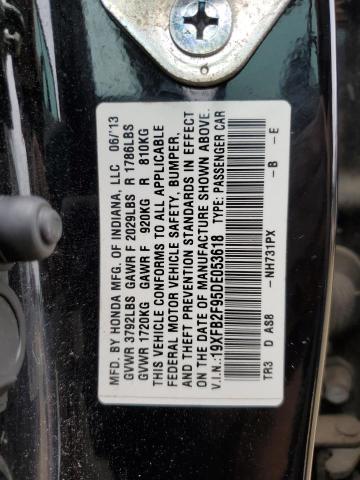 MFD. BY HONDA MFG. OF INDIANA, LLC 06/'13
GVWR 3792LBS GAWR F 2029LBS R 1786LBS
GVWR 1720KG GAWR F 920KG R 810KG
THIS VEHICLE CONFORMS TO ALL APPLICABLE
FEDERAL MOTOR VEHICLE SAFETY, BUMPER,
AND THEFT PREVENTION STANDARDS IN EFFECT
ON THE DATE OF MANUFACTURE SHOWN ABOVE.
V.I.N.:19XFB2F95DE053618 TYPE: PASSENGER CAR
TR3 D AS8 -NH731PX -B -E